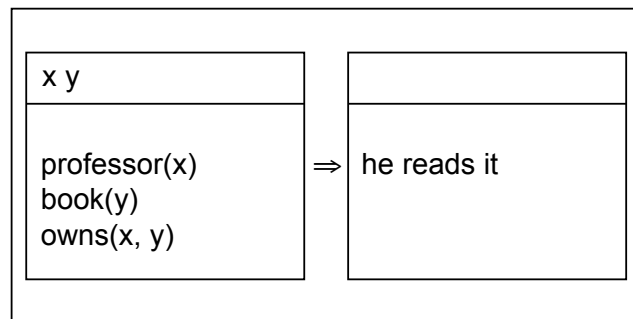 x y
professor(x)
book(y)
owns(x, y)
⇒
he reads it